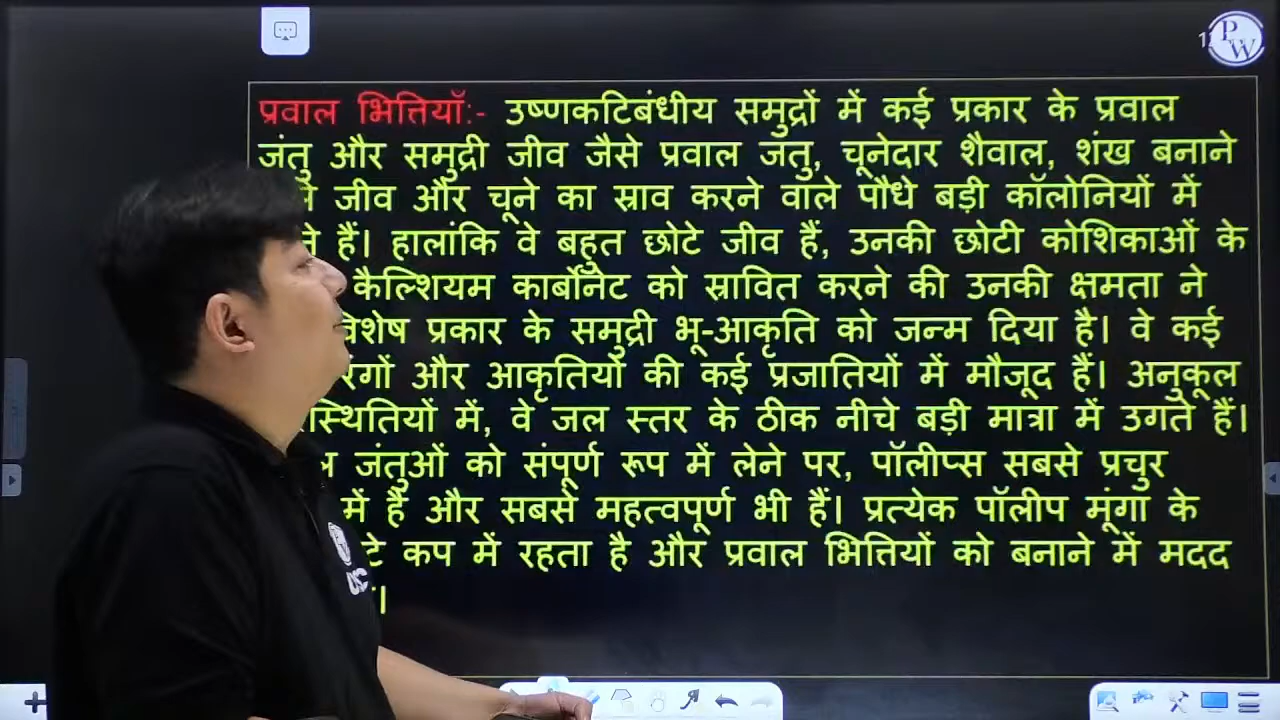 PW
प्रवाल भित्तियाँ:- उष्णकटिबंधीय समुद्रों में कई प्रकार के प्रवाल
जंतु और समुद्री जीव जैसे प्रवाल जंतु, चूनेदार शैवाल, शंख बनाने
जीव और चूने का स्राव करने वाले पौधे बड़ी कॉलोनियों में
हैं। हालांकि वे बहुत छोटे जीव हैं, उनकी छोटी कोशिकाओं के
कैल्शियम कार्बोनेट को स्रावित करने की उनकी क्षमता ने
विशेष प्रकार के समुद्री भू-आकृति को जन्म दिया है। वे कई
रंगों और आकृतियों की कई प्रजातियों में मौजूद हैं। अनुकूल
में, वे जल स्तर के ठीक नीचे बड़ी मात्रा में उगते हैं।
जंतुओं को संपूर्ण रूप में लेने पर, पॉलीप्स सबसे प्रचुर
में हैं और सबसे महत्वपूर्ण भी हैं। प्रत्येक पॉलीप मूंगा के
कप में रहता है और प्रवाल भित्तियों को बनाने में मदद